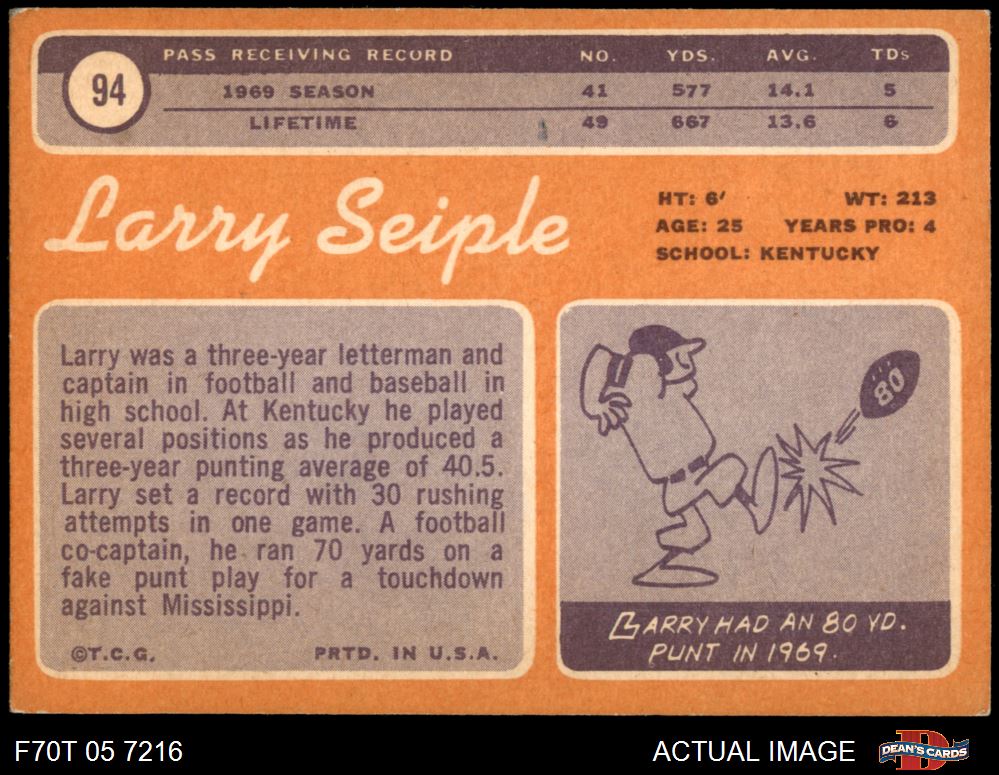 94
PASS RECEIVING RECORD NO. YDS. AVG. TDs
1969 SEASON 41 577 14.1 5
LIFETIME 49 667 13.6 6
Larry Seiple
HT: 6' WT: 213
AGE: 25 YEARS PRO: 4
SCHOOL: KENTUCKY
Larry was a three-year letterman and
captain in football and baseball in
high school. At Kentucky he played
several positions as he produced a
three-year punting average of 40.5.
Larry set a record with 30 rushing
attempts in one game. A football
co-captain, he ran 70 yards on a
fake punt play for a touchdown
against Mississippi.
©T.C.G. PRTD. IN U.S.A.
80
LARRY HAD AN 80 YD.
PUNT IN 1969.
F70T 05 7216 ACTUAL IMAGE D DEAN'S CARDS